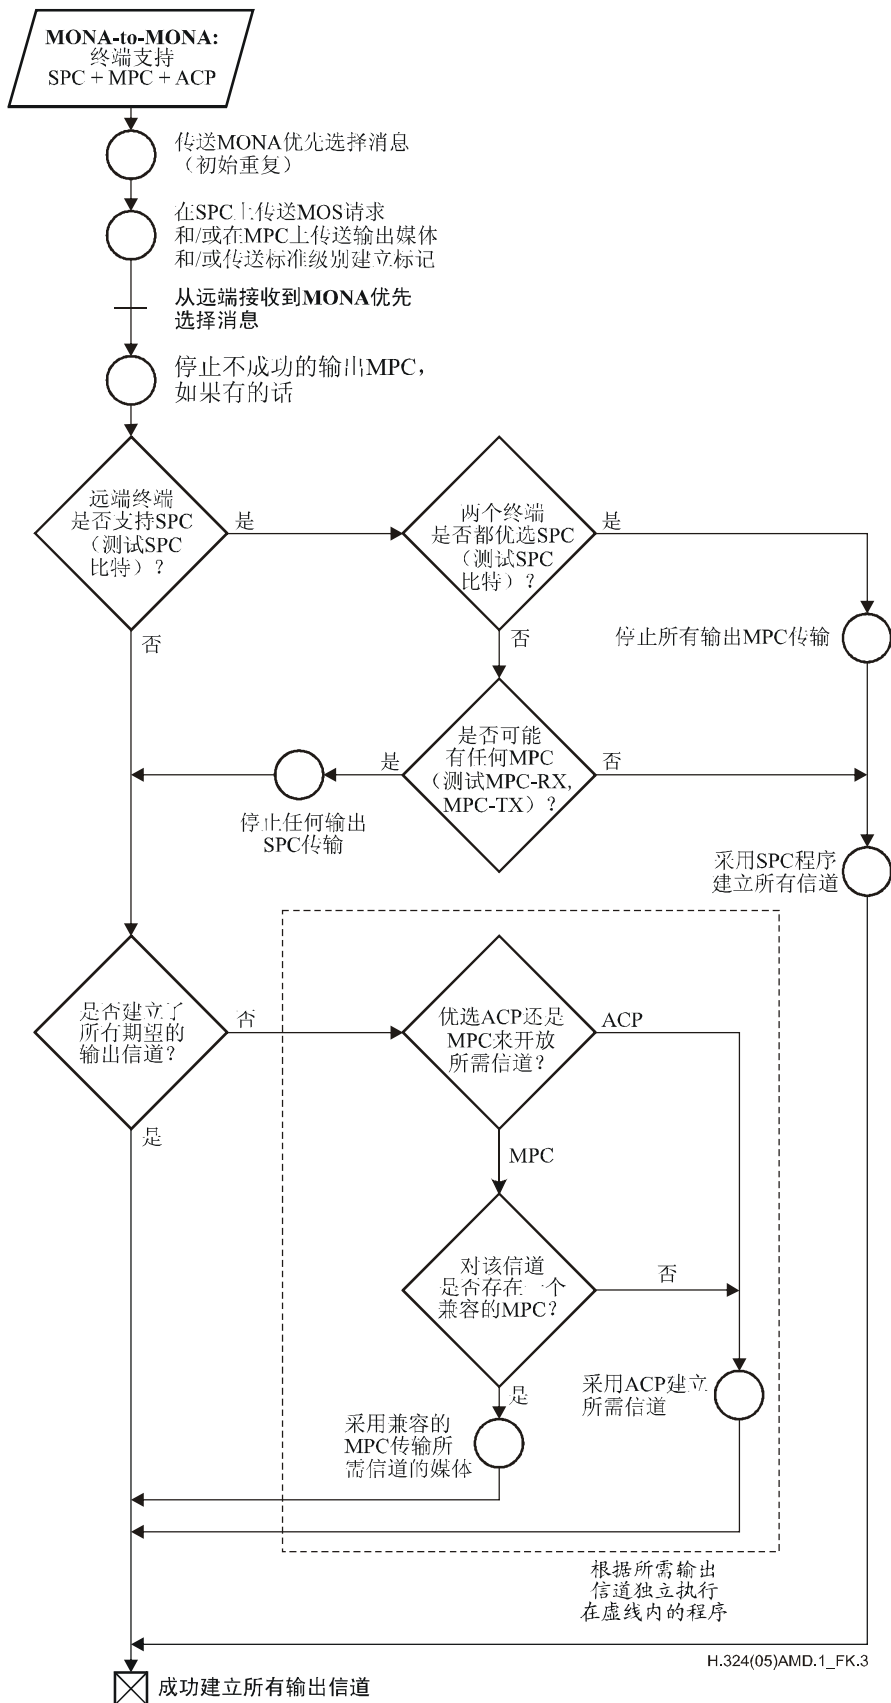 MONA-to-MONA:
终端支持
SPC + MPC + ACP
传送MONA优先选择消息
（初始重复）
在SPC上传送MOS请求
和/或在MPC上传送输出媒体
和/或传送标准级别建立标记
从远端接收到MONA优先
选择消息
停止不成功的输出MPC，
如果有的话
远端终端
是否支持SPC
（测试SPC
比特）？
是
否
两个终端
是否都优选SPC
（测试SPC
比特）？
是
否
停止所有输出MPC传输
是否可能
有任何MPC
（测试MPC-RX,
MPC-TX）？
是
否
停止任何输出
SPC传输
采用SPC程序
建立所有信道
是否建立了
所有期望的
输出信道？
否
是
优选ACP还是
MPC来开放
所需信道？
ACP
MPC
对该信道
是否存在一个
兼容的MPC？
否
是
采用ACP建立
所需信道
采用兼容的
MPC传输所
需信道的媒体
根据所需输出
信道独立执行
在虚线内的程序
H.324(05)AMD.1_FK.3
成功建立所有输出信道